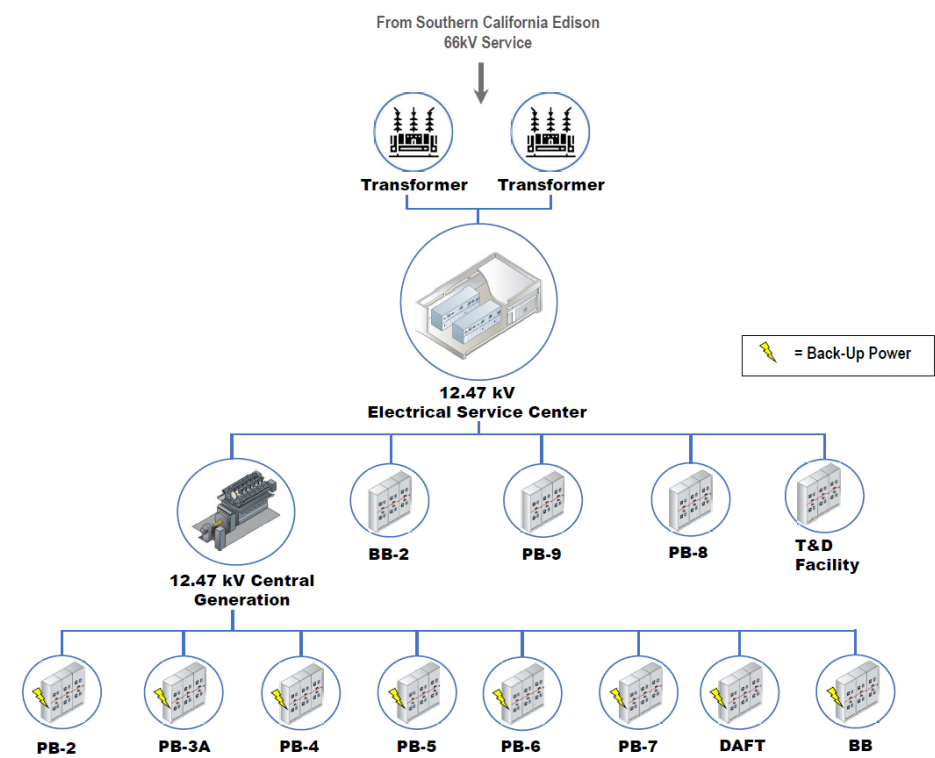 From Southern California Edison
66kV Service
Transformer
Transformer
= Back-Up Power
12.47 kV
Electrical Service Center
BB-2
PB-9
PB-8
T&D
Facility
12.47 kV Central
Generation
PB-2
PB-3A
PB-4
PB-5
PB-6
PB-7
DAFT
BB